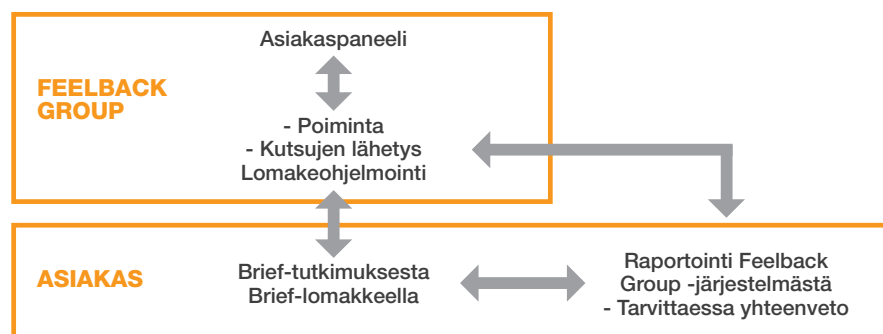 Asiakaspaneeli
FEELBACK
GROUP
- Poiminta
- Kutsujen lähetys
Lomakeohjelmointi
ASIAKAS
Brief-tutkimuksesta
Brief-lomakkeella
Raportointi Feelback
Group -järjestelmästä
- Tarvittaessa yhteenveto